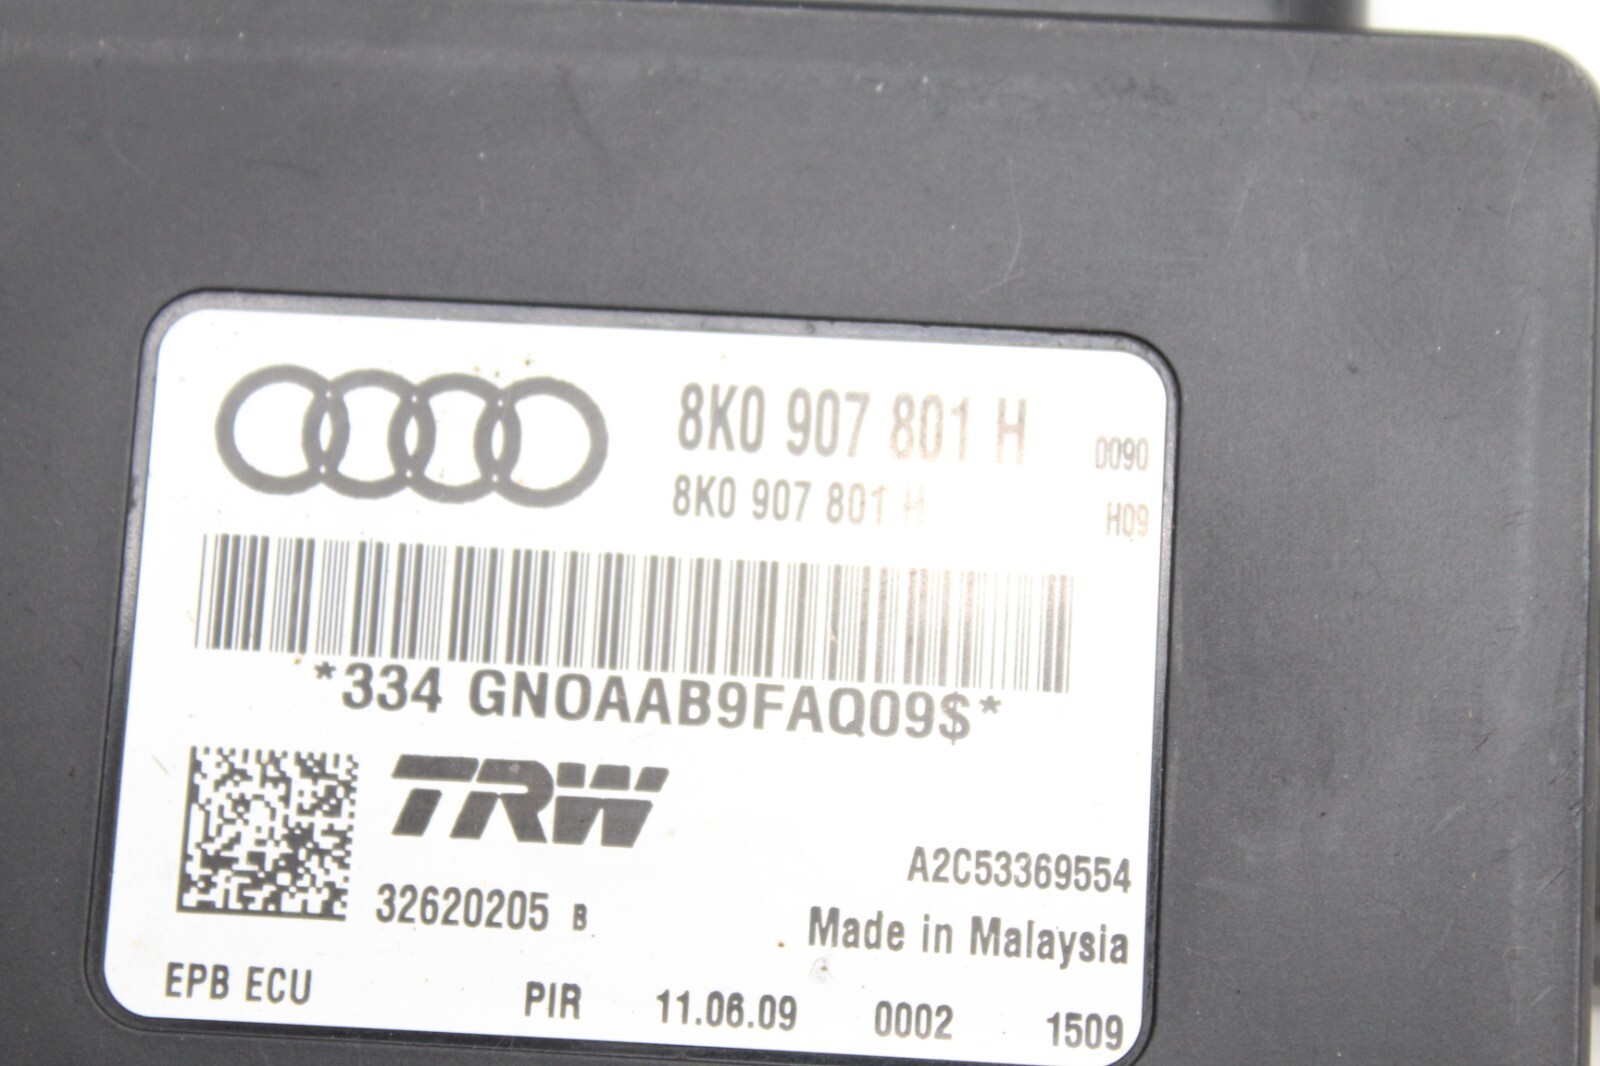 8K0 907 801 H 0090
8K0 907 801 H H09
*334 GN0AAB9FAQ09$*
TRW
A2C53369554
32620205 B
Made in Malaysia
EPB ECU PIR 11.06.09 0002 1509